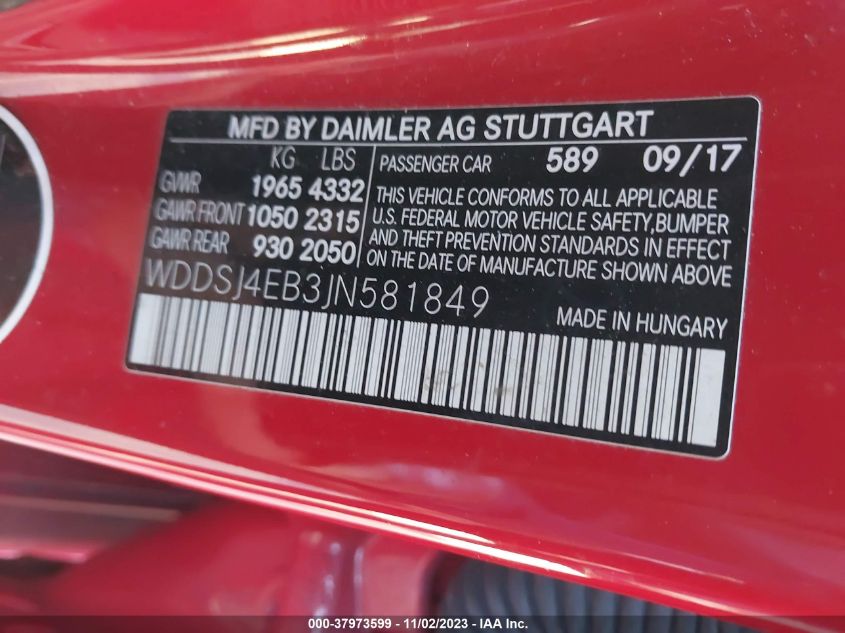 MFD BY DAIMLER AG STUTTGART
KG LBS
GVWR 1965 4332
GAWR FRONT 1050 2315
GAWR REAR 930 2050
PASSENGER CAR 589 09/17
THIS VEHICLE CONFORMS TO ALL APPLICABLE
U.S. FEDERAL MOTOR VEHICLE SAFETY,BUMPER
AND THEFT PREVENTION STANDARDS IN EFFECT
ON THE DATE OF MANUFACTURE SHOWN ABOVE
WDDSJ4EB3JN581849
MADE IN HUNGARY
000-37973599 - 11/02/2023 - IAA Inc.